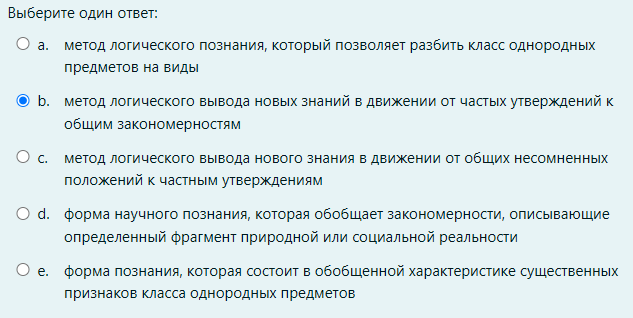 Выберите один ответ:
a. метод логического познания, который позволяет разбить класс однородных
предметов на виды
b. метод логического вывода новых знаний в движении от частых утверждений к
общим закономерностям
c. метод логического вывода нового знания в движении от общих несомненных
положений к частным утверждениям
d. форма научного познания, которая обобщает закономерности, описывающие
определенный фрагмент природной или социальной реальности
e. форма познания, которая состоит в обобщенной характеристике существенных
признаков класса однородных предметов